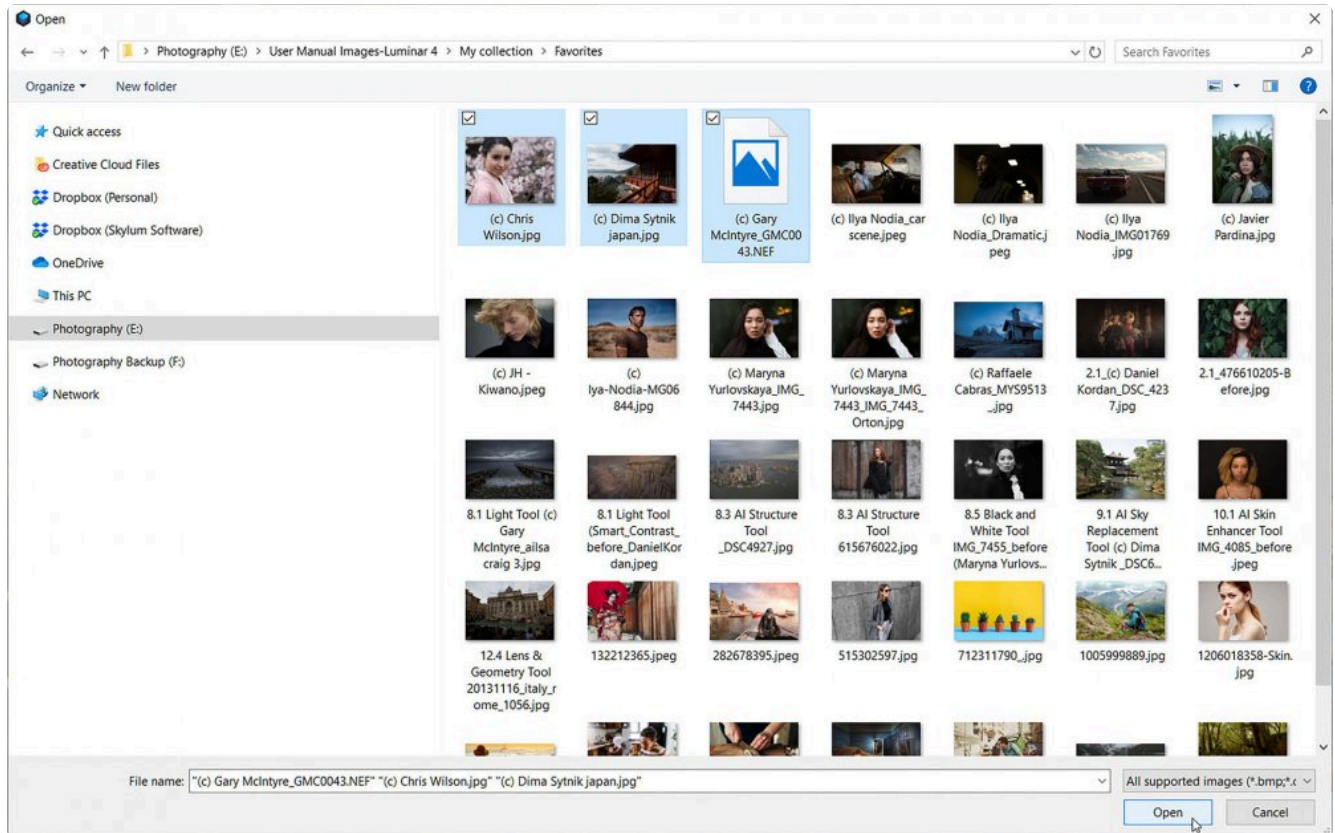 Open
Photography (E:) > User Manual Images-Luminar 4 > My collection > Favorites
Search Favorites
Organize
New folder
Quick access
Creative Cloud Files
Dropbox (Personal)
Dropbox (Skylum Software)
OneDrive
This PC
Photography (E:)
Photography Backup (F:)
Network
(c) Chris
Wilson.jpg
(c) Dima Sytnik
japan.jpg
(c) Gary
McIntyre_GMC00
43.NEF
(c) Ilya Nodia_car
scene.jpeg
(c) Ilya
Nodia_Dramatic.j
peg
(c) Ilya
Nodia_IMG01769
.jpg
(c) Javier
Pardina.jpg
(c) JH -
Kiwano.jpeg
(c)
Iya-Nodia-MG06
844.jpg
(c) Maryna
Yurlovskaya_IMG_
7443.jpg
(c) Maryna
Yurlovskaya_IMG_
7443_IMG_7443_
Orton.jpg
(c) Raffaele
Cabras_MYS9513
_.jpg
2.1_(c) Daniel
Kordan_DSC_423
7.jpg
2.1_476610205-B
efore.jpg
8.1 Light Tool (c)
Gary
McIntyre_ailsa
craig 3.jpg
8.1 Light Tool
(Smart_Contrast_
before_DanielKor
dan.jpeg
8.3 AI Structure
Tool
_DSC4927.jpg
8.3 AI Structure
Tool
615676022.jpg
8.5 Black and
White Tool
IMG_7455_before
(Maryna Yurlovs...
9.1 AI Sky
Replacement
Tool (c) Dima
Sytnik _DSC6...
10.1 AI Skin
Enhancer Tool
IMG_4085_before
.jpeg
12.4 Lens &
Geometry Tool
20131116_italy_r
ome_1056.jpg
132212365.jpeg
282678395.jpeg
515302597.jpg
712311790_.jpg
1005999889.jpg
1206018358-Skin.
jpg
File name: "(c) Gary McIntyre_GMC0043.NEF" "(c) Chris Wilson.jpg" "(c) Dima Sytnik japan.jpg"
All supported images (*.bmp;*.c
Open
Cancel